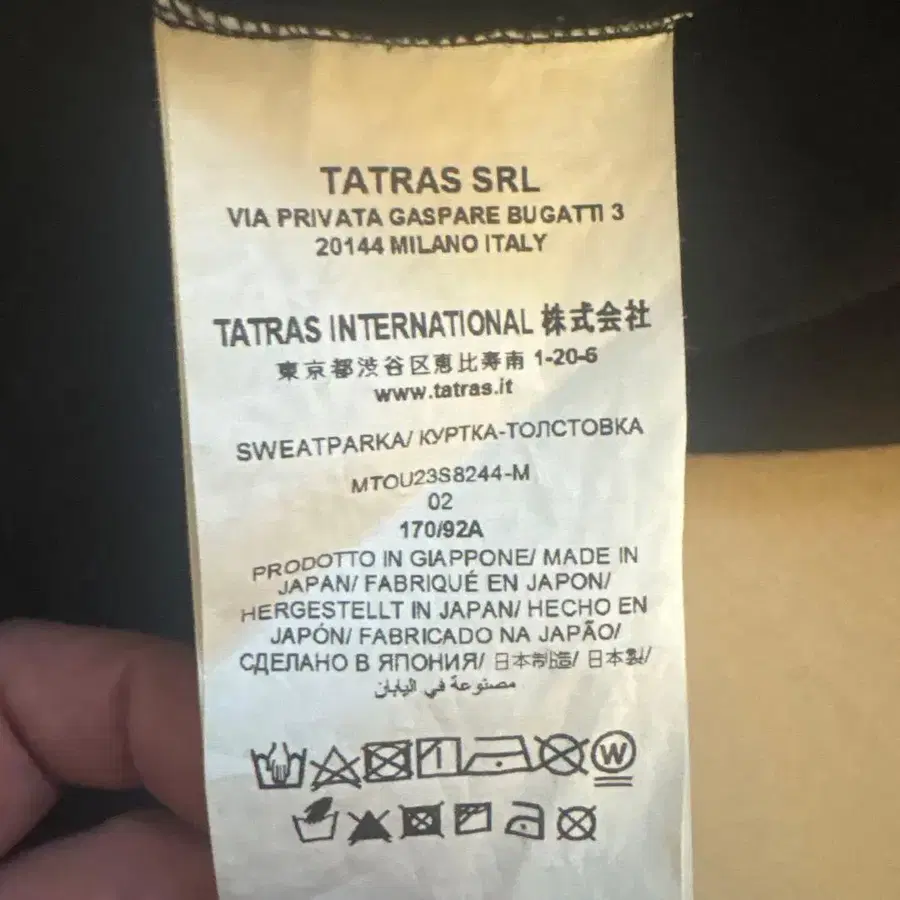 TATRAS SRL
VIA PRIVATA GASPARE BUGATTI 3
20144 MILANO ITALY
TATRAS INTERNATIONAL 株式会社
東京都渋谷区恵比寿南 1-20-6
www.tatras.it
SWEATPARKA/ КУРТКА-ТОЛСТОВКА
MTOU23S8244-M
02
170/92A
PRODOTTO IN GIAPPONE/ MADE IN
JAPAN/ FABRIQUÉ EN JAPON/
HERGESTELLT IN JAPAN/ HECHO EN
JAPÓN/ FABRICADO NA JAPÃO/
СДЕЛАНО В ЯПОНИЯ/ 日本制造/ 日本製/
مصنوعة في اليابان
W